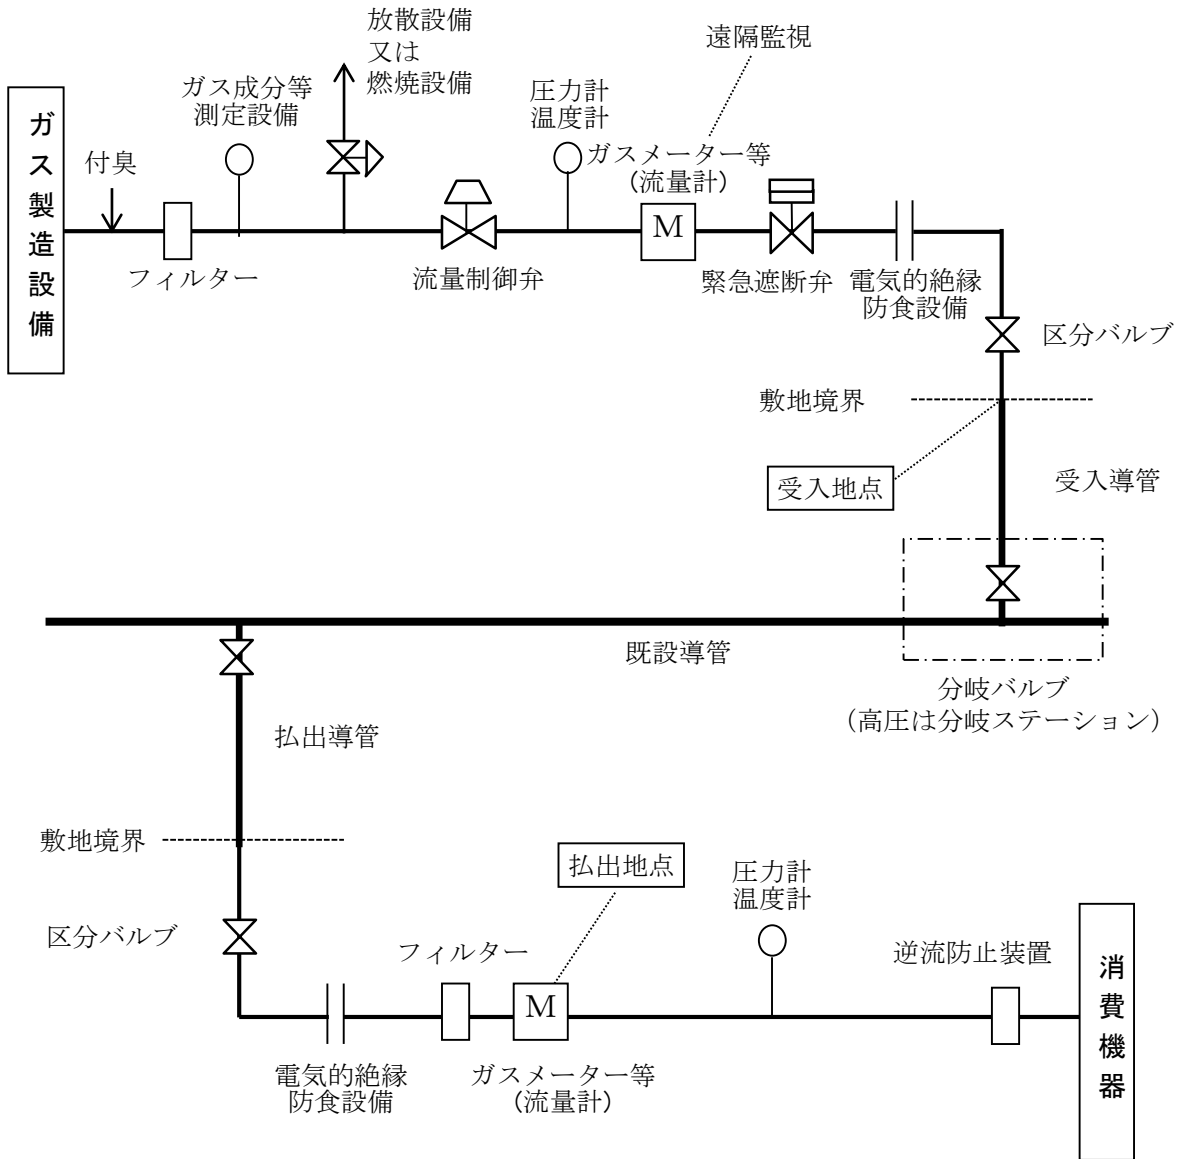 放散設備
又は
燃焼設備
遠隔監視
ガス成分等
測定設備
圧力計
温度計
ガス製造設備
付臭
ガスメーター等
(流量計)
M
フィルター
流量制御弁
緊急遮断弁
電気的絶縁
防食設備
区分バルブ
敷地境界
受入地点
受入導管
既設導管
分岐バルブ
（高圧は分岐ステーション）
払出導管
敷地境界
払出地点
圧力計
温度計
区分バルブ
フィルター
逆流防止装置
M
消費機器
電気的絶縁
防食設備
ガスメーター等
(流量計)